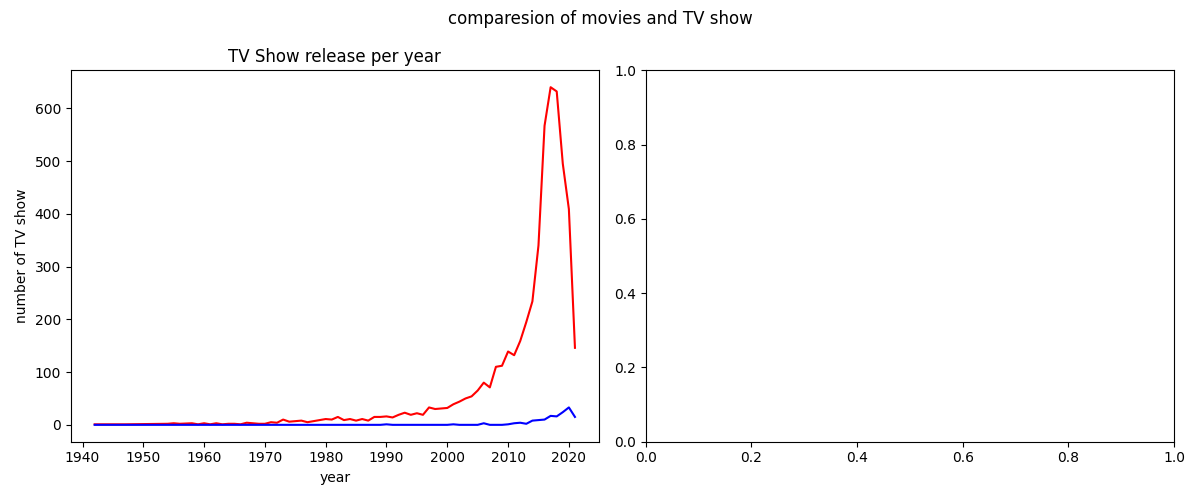 comparesion of movies and TV show
TV Show release per year
number of TV show
600
500
400
300
200
100
0
1940 1950 1960 1970 1980 1990 2000 2010 2020
year
1.0
0.8
0.6
0.4
0.2
0.0
0.0 0.2 0.4 0.6 0.8 1.0